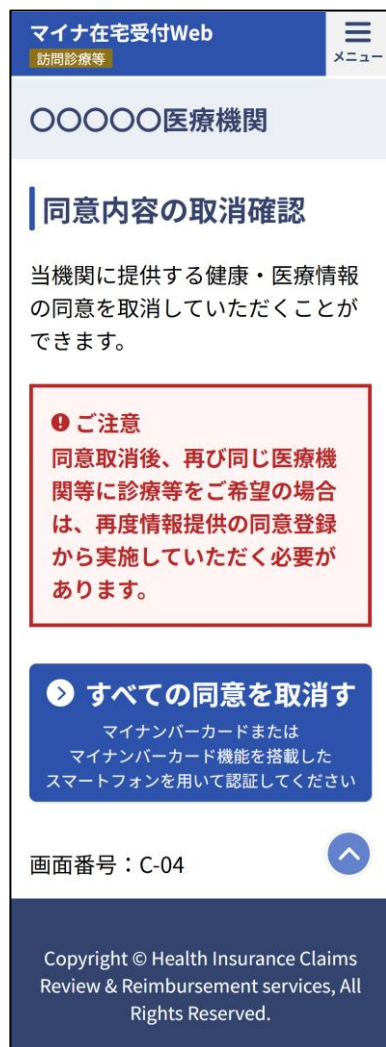 マイナ在宅受付Web
訪問診療等
メニュー
〇〇〇〇〇医療機関
同意内容の取消確認
当機関に提供する健康・医療情報
の同意を取消していただくことが
できます。
ご注意
同意取消後、再び同じ医療機
関等に診療等をご希望の場合
は、再度情報提供の同意登録
から実施していただく必要が
あります。
すべての同意を取消す
マイナンバーカードまたは
マイナンバーカード機能を搭載した
スマートフォンを用いて認証してください
画面番号：C-04
Copyright © Health Insurance Claims
Review & Reimbursement services, All
Rights Reserved.